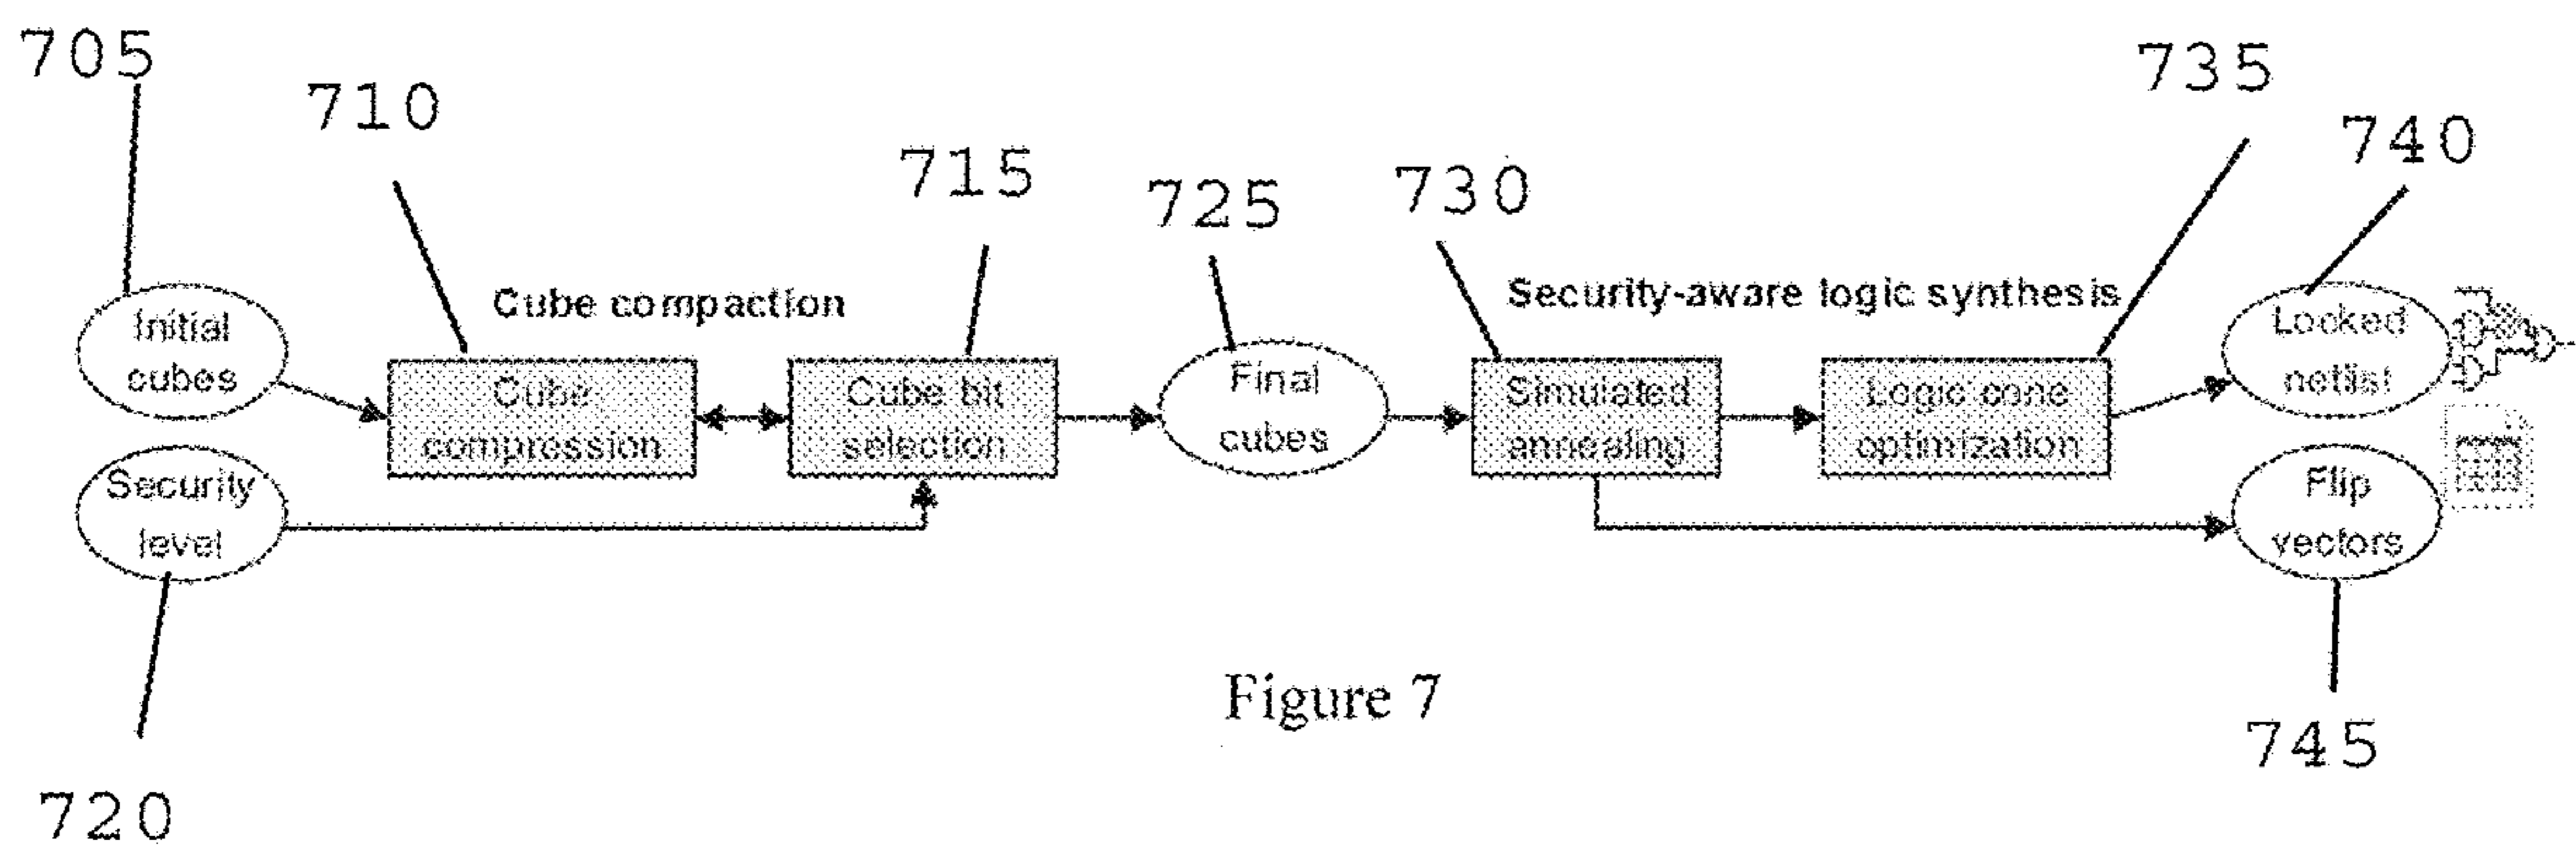 705
710
715
725
730
735
740
Cube compaction
Security-aware logic synthesis
Initial
cubes
Cube
compression
Cube bit
selection
Final
cubes
Simulated
annealing
Logic cone
optimization
Locked
netlist
Security
level
Flip
vectors
Figure 7
745
720